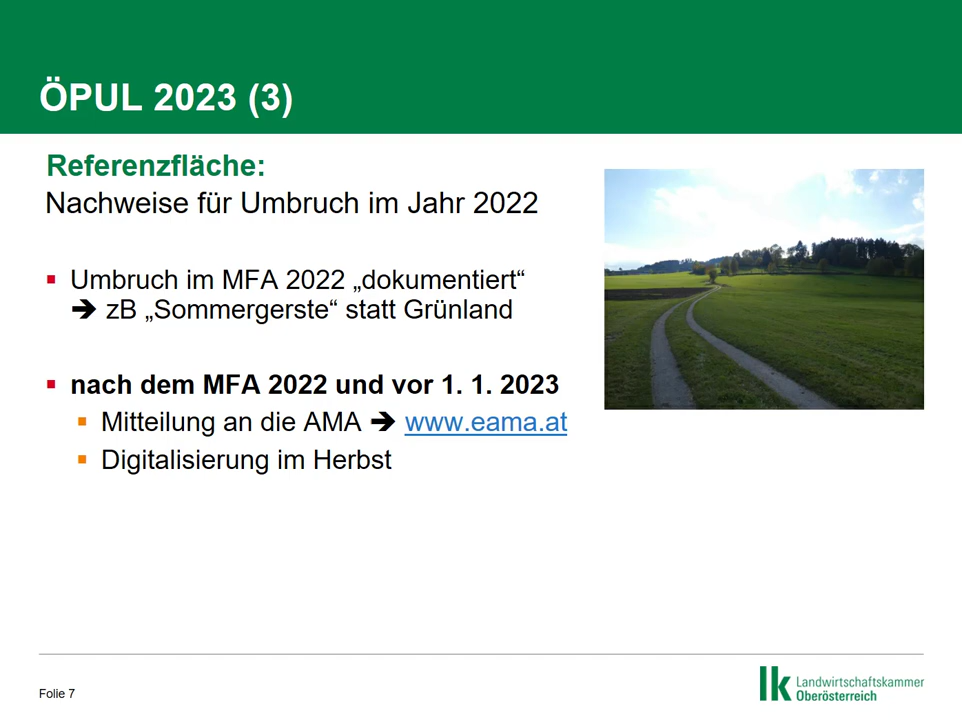 ÖPUL 2023 (3)
Referenzfläche:
Nachweise für Umbruch im Jahr 2022
▪ Umbruch im MFA 2022 „dokumentiert“
➔ zB „Sommergerste“ statt Grünland
▪ nach dem MFA 2022 und vor 1. 1. 2023
▪ Mitteilung an die AMA ➔ www.eama.at
▪ Digitalisierung im Herbst
Folie 7
lk Landwirtschaftskammer
Oberösterreich